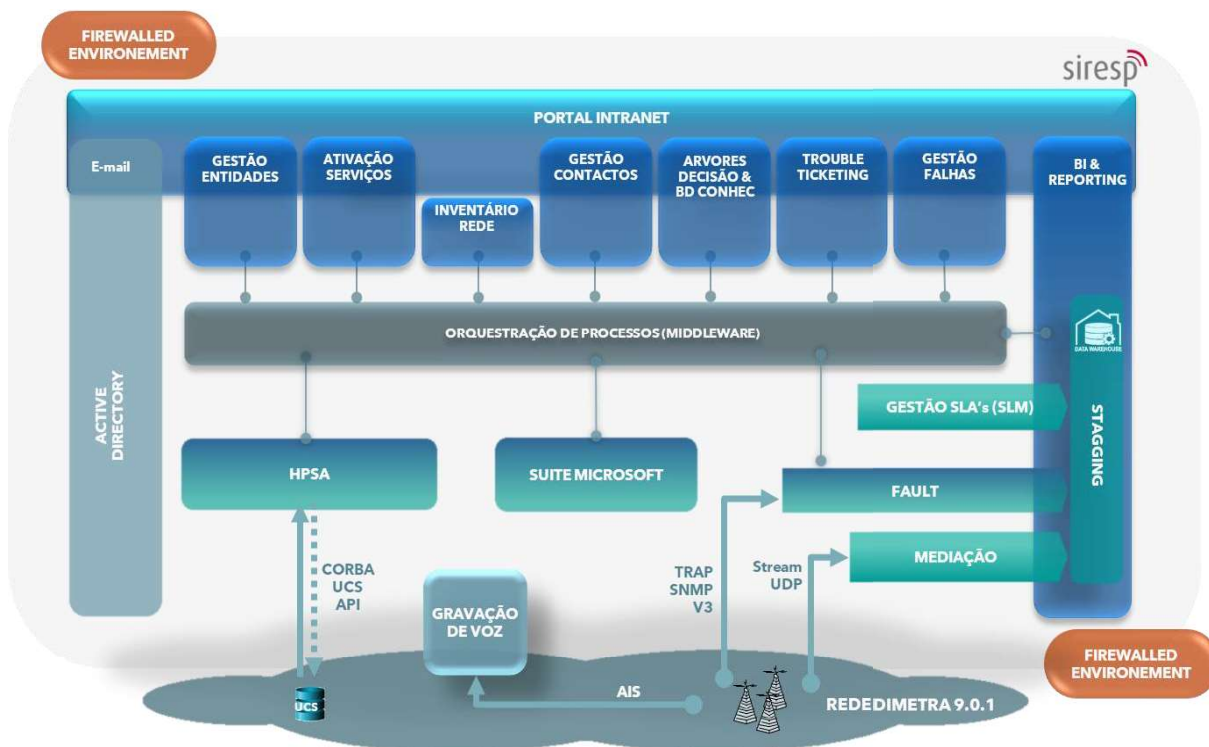 FIREWALLED
ENVIRONEMENT
siresp
PORTAL INTRANET
E-mail
GESTÃO
ENTIDADES
ATIVAÇÃO
SERVIÇOS
INVENTÁRIO
REDE
GESTÃO
CONTACTOS
ARVORES
DECISÃO &
BD CONHEC
TROUBLE
TICKETING
GESTÃO
FALHAS
BI &
REPORTING
ORQUESTRAÇÃO DE PROCESSOS (MIDDLEWARE)
DATA WAREHOUSE
ACTIVE
DIRECTORY
GESTÃO SLA's (SLM)
STAGGING
HPSA
SUITE MICROSOFT
FAULT
MEDIAÇÃO
CORBA
UCS
API
GRAVAÇÃO
DE VOZ
TRAP
SNMP
V3
Stream
UDP
FIREWALLED
ENVIRONEMENT
UCS
AIS
REDEDIMETRA 9.0.1